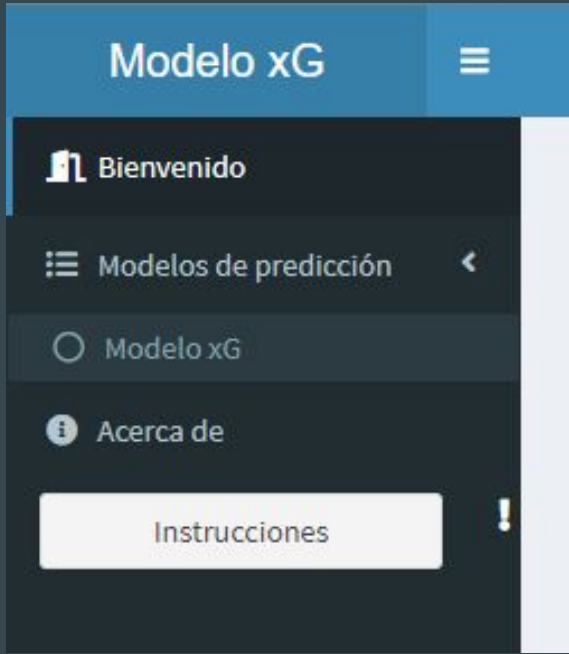 Modelo xG
Bienvenido
Modelos de predicción
Modelo xG
Acerca de
Instrucciones
!